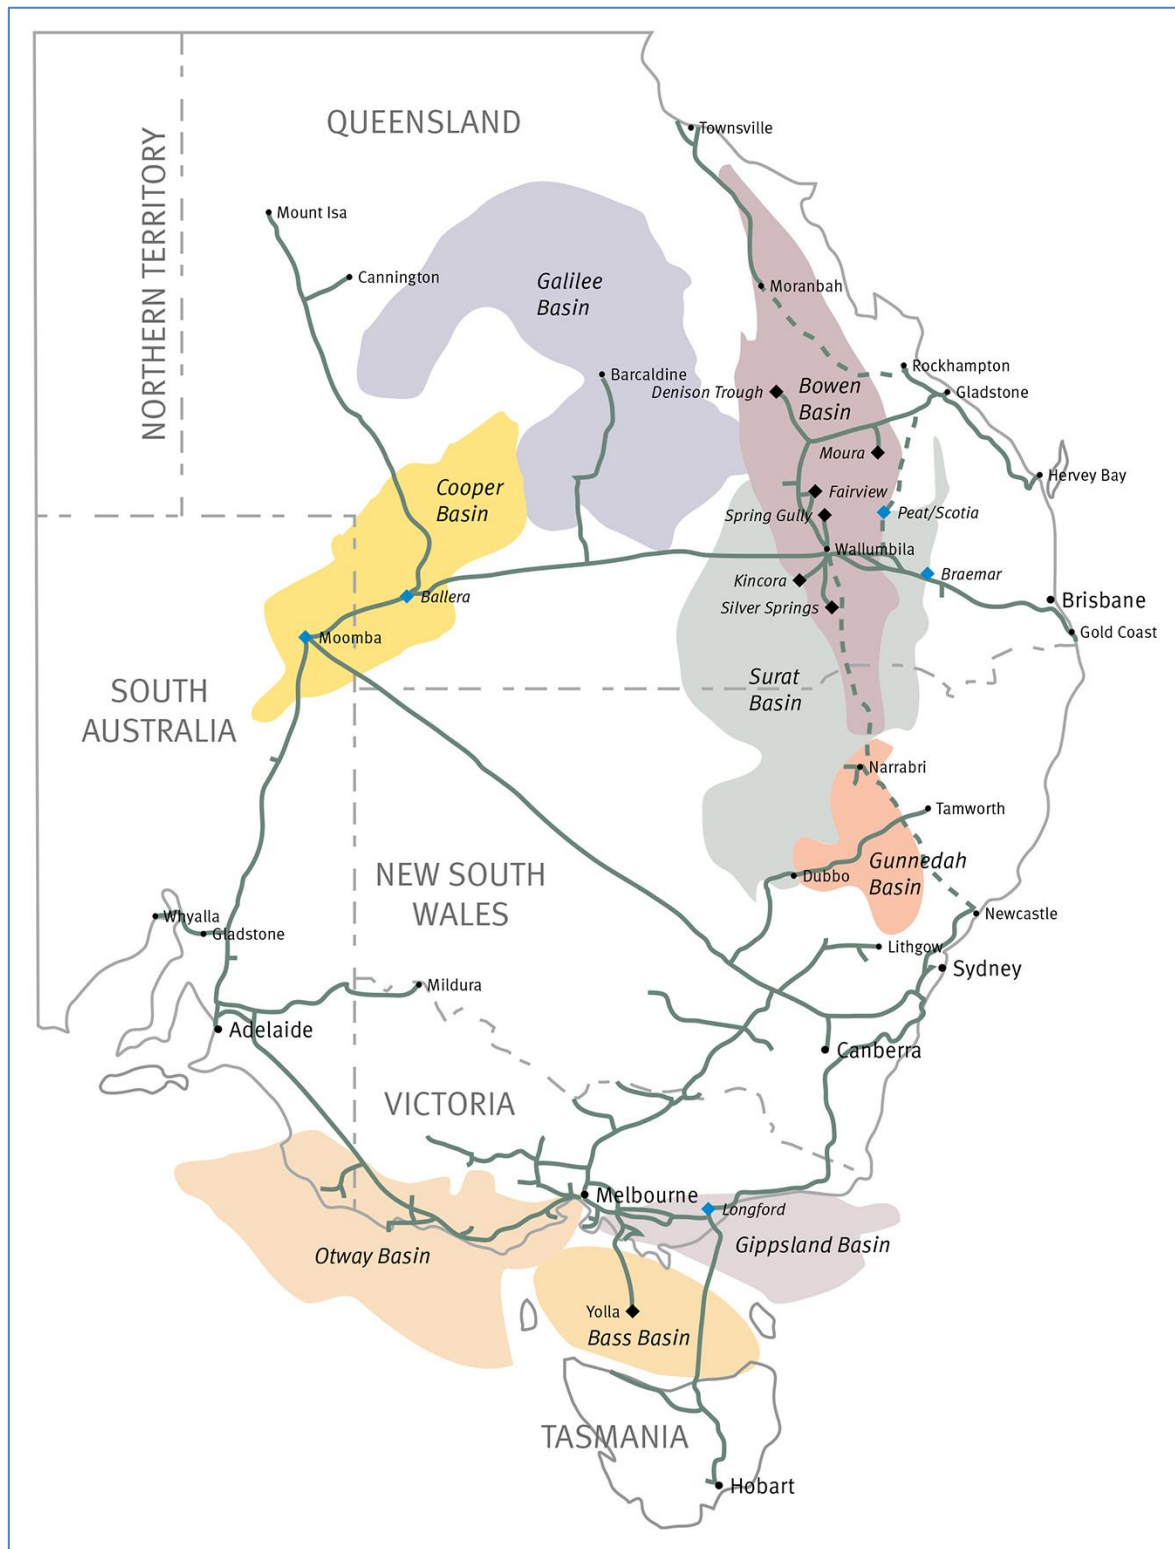 QUEENSLAND
NORTHERN TERRITORY
Townsville
Mount Isa
Cannington
Galilee
Basin
Moranbah
Barcaldine
Denison Trough
Bowen
Basin
Rockhampton
Gladstone
Moura
Hervey Bay
Cooper
Basin
Fairview
Spring Gully
Peat/Scotia
Wallumbila
Kincora
Braemar
Silver Springs
Ballera
Brisbane
Gold Coast
Moomba
SOUTH
AUSTRALIA
Surat
Basin
Narrabri
Tamworth
Gunnedah
Basin
Dubbo
NEW SOUTH
WALES
Whyalla
Gladstone
Newcastle
Lithgow
Sydney
Mildura
Adelaide
Canberra
VICTORIA
Melbourne
Longford
Otway Basin
Gippsland Basin
Yolla
Bass Basin
TASMANIA
Hobart